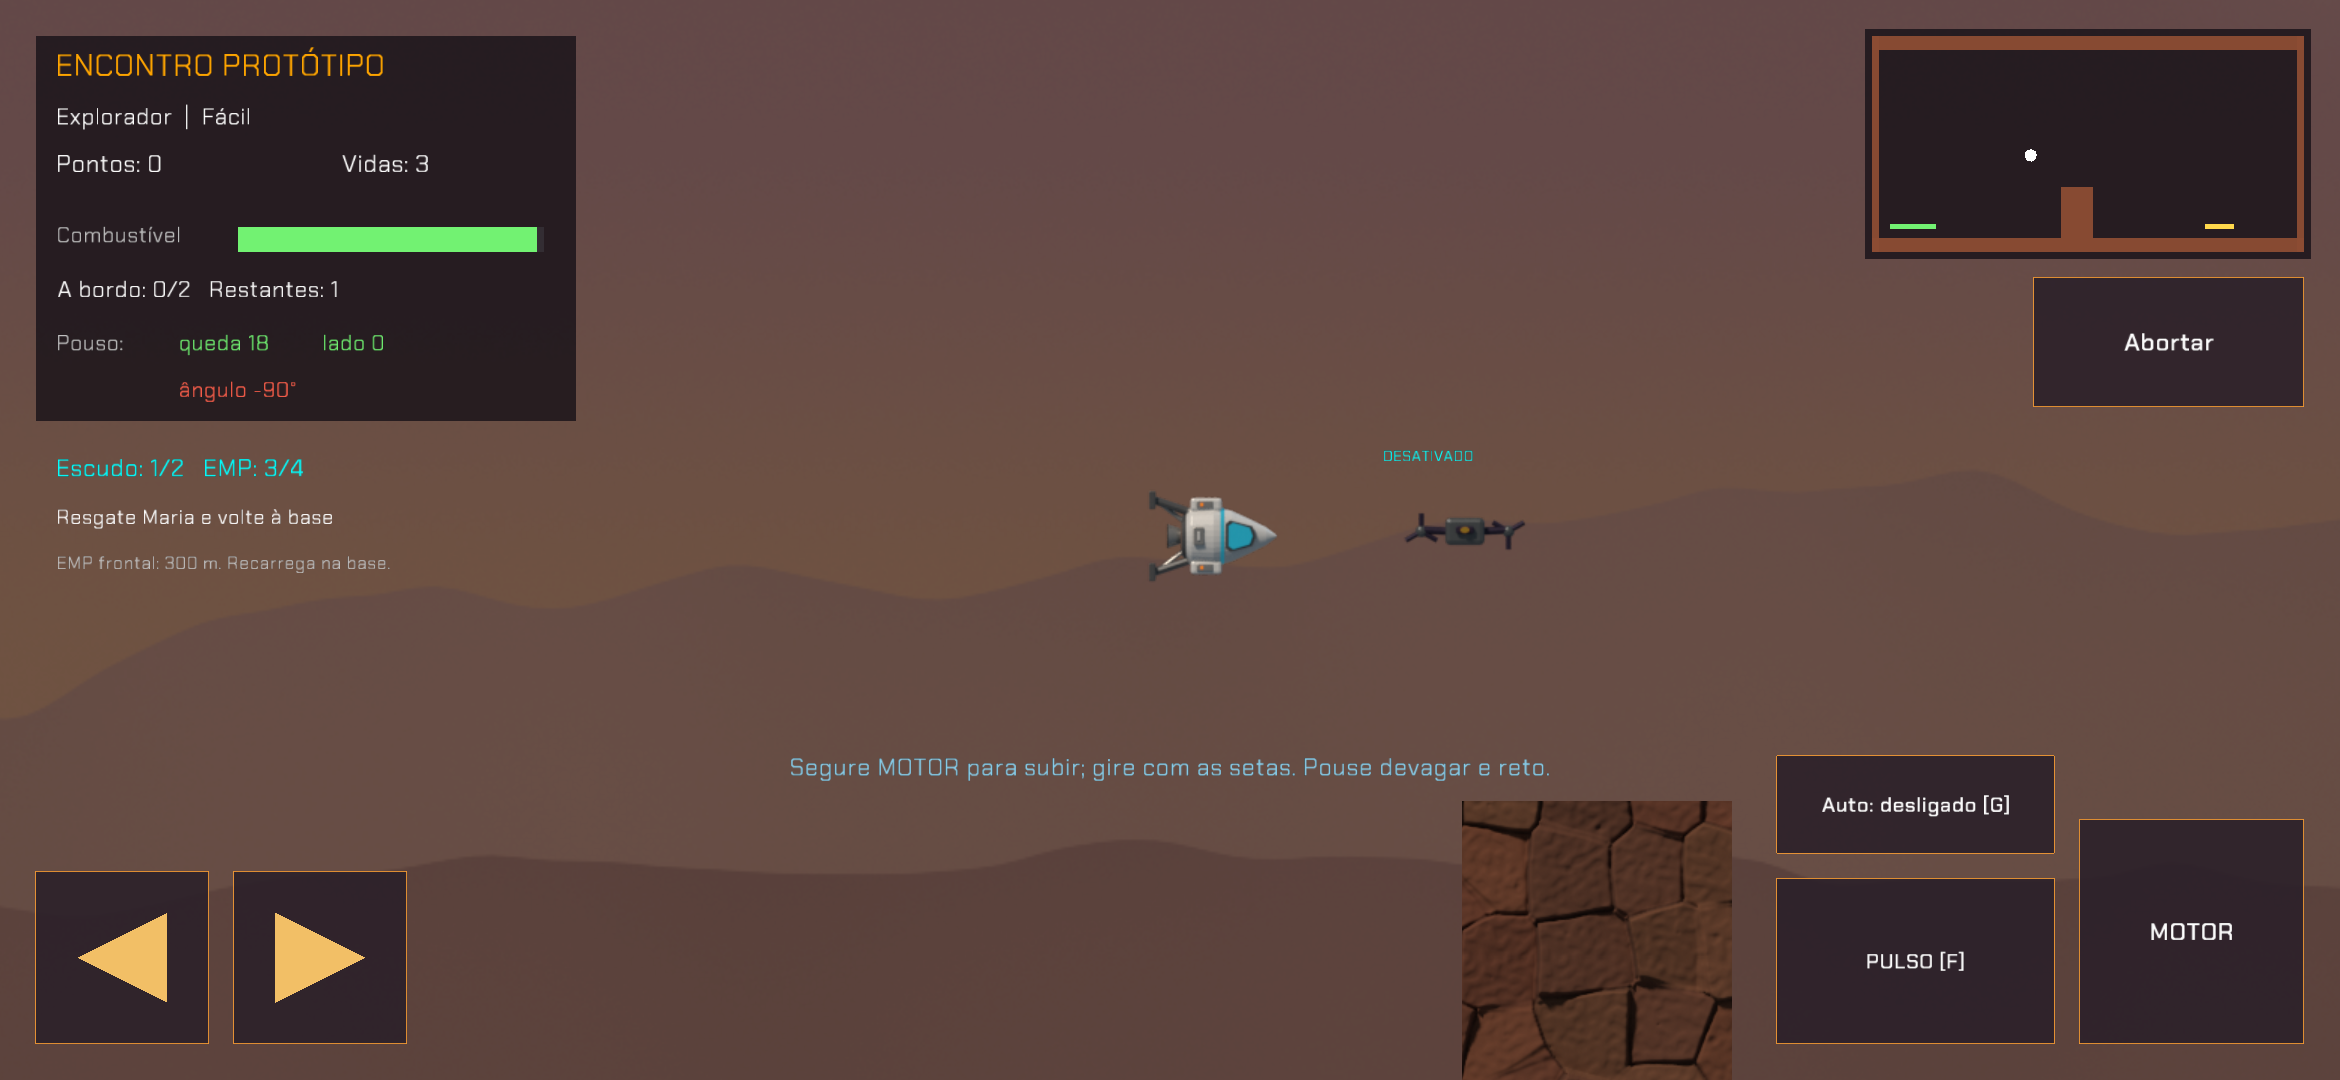 ENCONTRO PROTÓTIPO
Explorador | Fácil
Pontos: 0 Vidas: 3
Combustível
A bordo: 0/2 Restantes: 1
Pouso: queda 18 lado 0
ângulo -90°
Abortar
Escudo: 1/2 EMP: 3/4
DESATIVADO
Resgate Maria e volte à base
EMP frontal: 300 m. Recarrega na base.
Segure MOTOR para subir; gire com as setas. Pouse devagar e reto.
Auto: desligado [G]
MOTOR
PULSO [F]